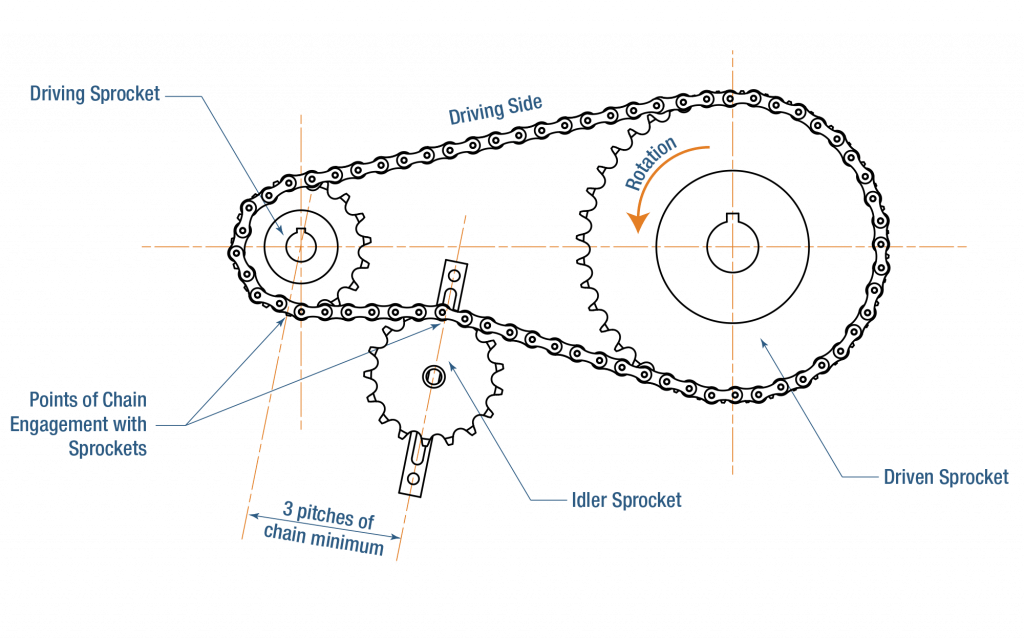 Driving Sprocket
Driving Side
Rotation
Points of Chain
Engagement with
Sprockets
Driven Sprocket
Idler Sprocket
3 pitches of
chain minimum